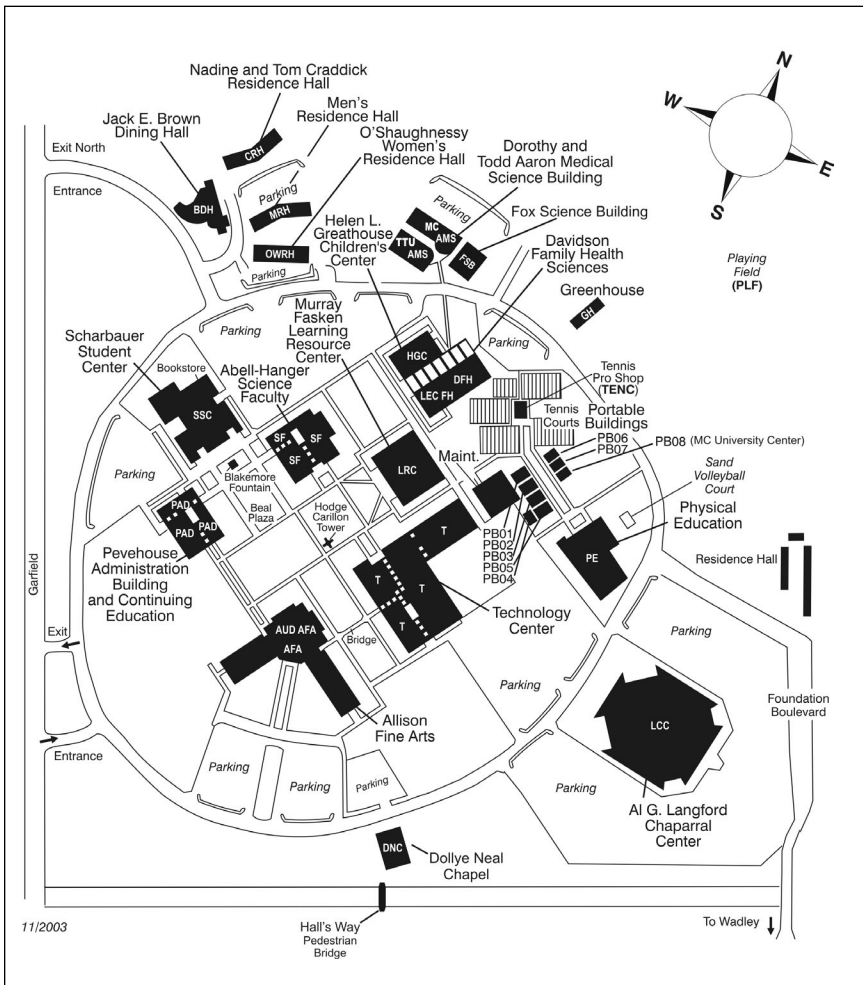 Nadine and Tom Craddick
Residence Hall
Men's
Residence Hall
Jack E. Brown
Dining Hall
O'Shaughnessy
Women's
Residence Hall
Dorothy and
Todd Aaron Medical
Science Building
N
W
E
S
Exit North
Entrance
CRH
Parking
BDH
MRH
OWRH
Parking
Helen L.
Greathouse
Children's
Center
Parking
MC
AMS
TTU
AMS
FSB
Fox Science Building
Davidson
Family Health
Sciences
Playing
Field
(PLF)
Greenhouse
GH
Murray
Fasken
Learning
Resource
Center
Parking
Scharbauer
Student
Center
Bookstore
SSC
Abell-Hanger
Science
Faculty
SF
SF
SF
HGC
DFH
LEC FH
Parking
Tennis
Pro Shop
(TENC)
Tennis
Courts
Portable
Buildings
PB06
PB07
PB08 (MC University Center)
Maint.
LRC
Sand
Volleyball
Court
Physical
Education
Parking
Blakemore
Fountain
Beal
Plaza
Hodge
Carillon
Tower
PAD
PAD
PAD
Pevehouse
Administration
Building
and Continuing
Education
PB01
PB02
PB03
PB05
PB04
PE
Residence Hall
T
T
T
T
Technology
Center
Garfield
Exit
Entrance
AUD AFA
AFA
Bridge
Allison
Fine Arts
Parking
Parking
Parking
LCC
Foundation
Boulevard
Parking
Parking
Parking
Al G. Langford
Chaparral
Center
DNC
Dollye Neal
Chapel
11/2003
Hall's Way
Pedestrian
Bridge
To Wadley